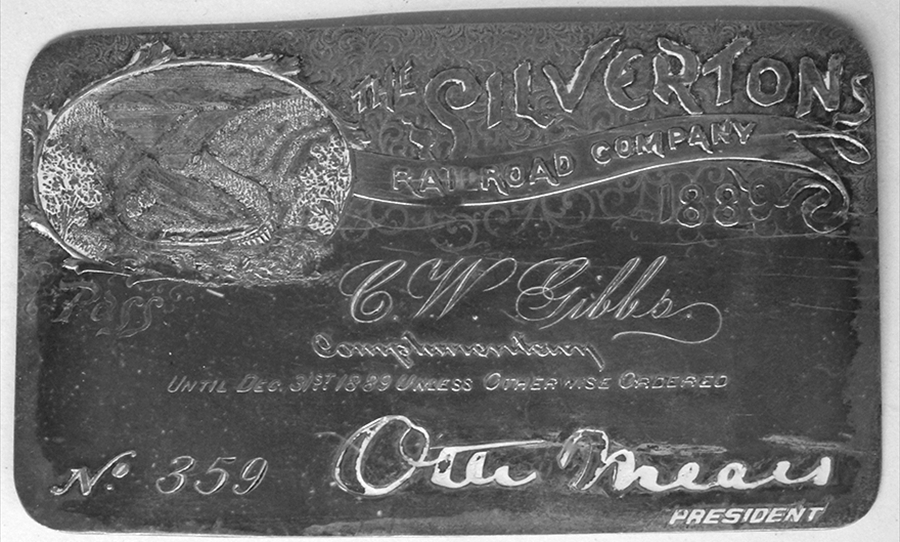 THE SILVERTON
RAILROAD COMPANY
1889
Pass
C. W. Gibbs.
Complimentary
UNTIL DEC. 31ST 1889 UNLESS OTHERWISE ORDERED
No. 359
Otto Mears
PRESIDENT